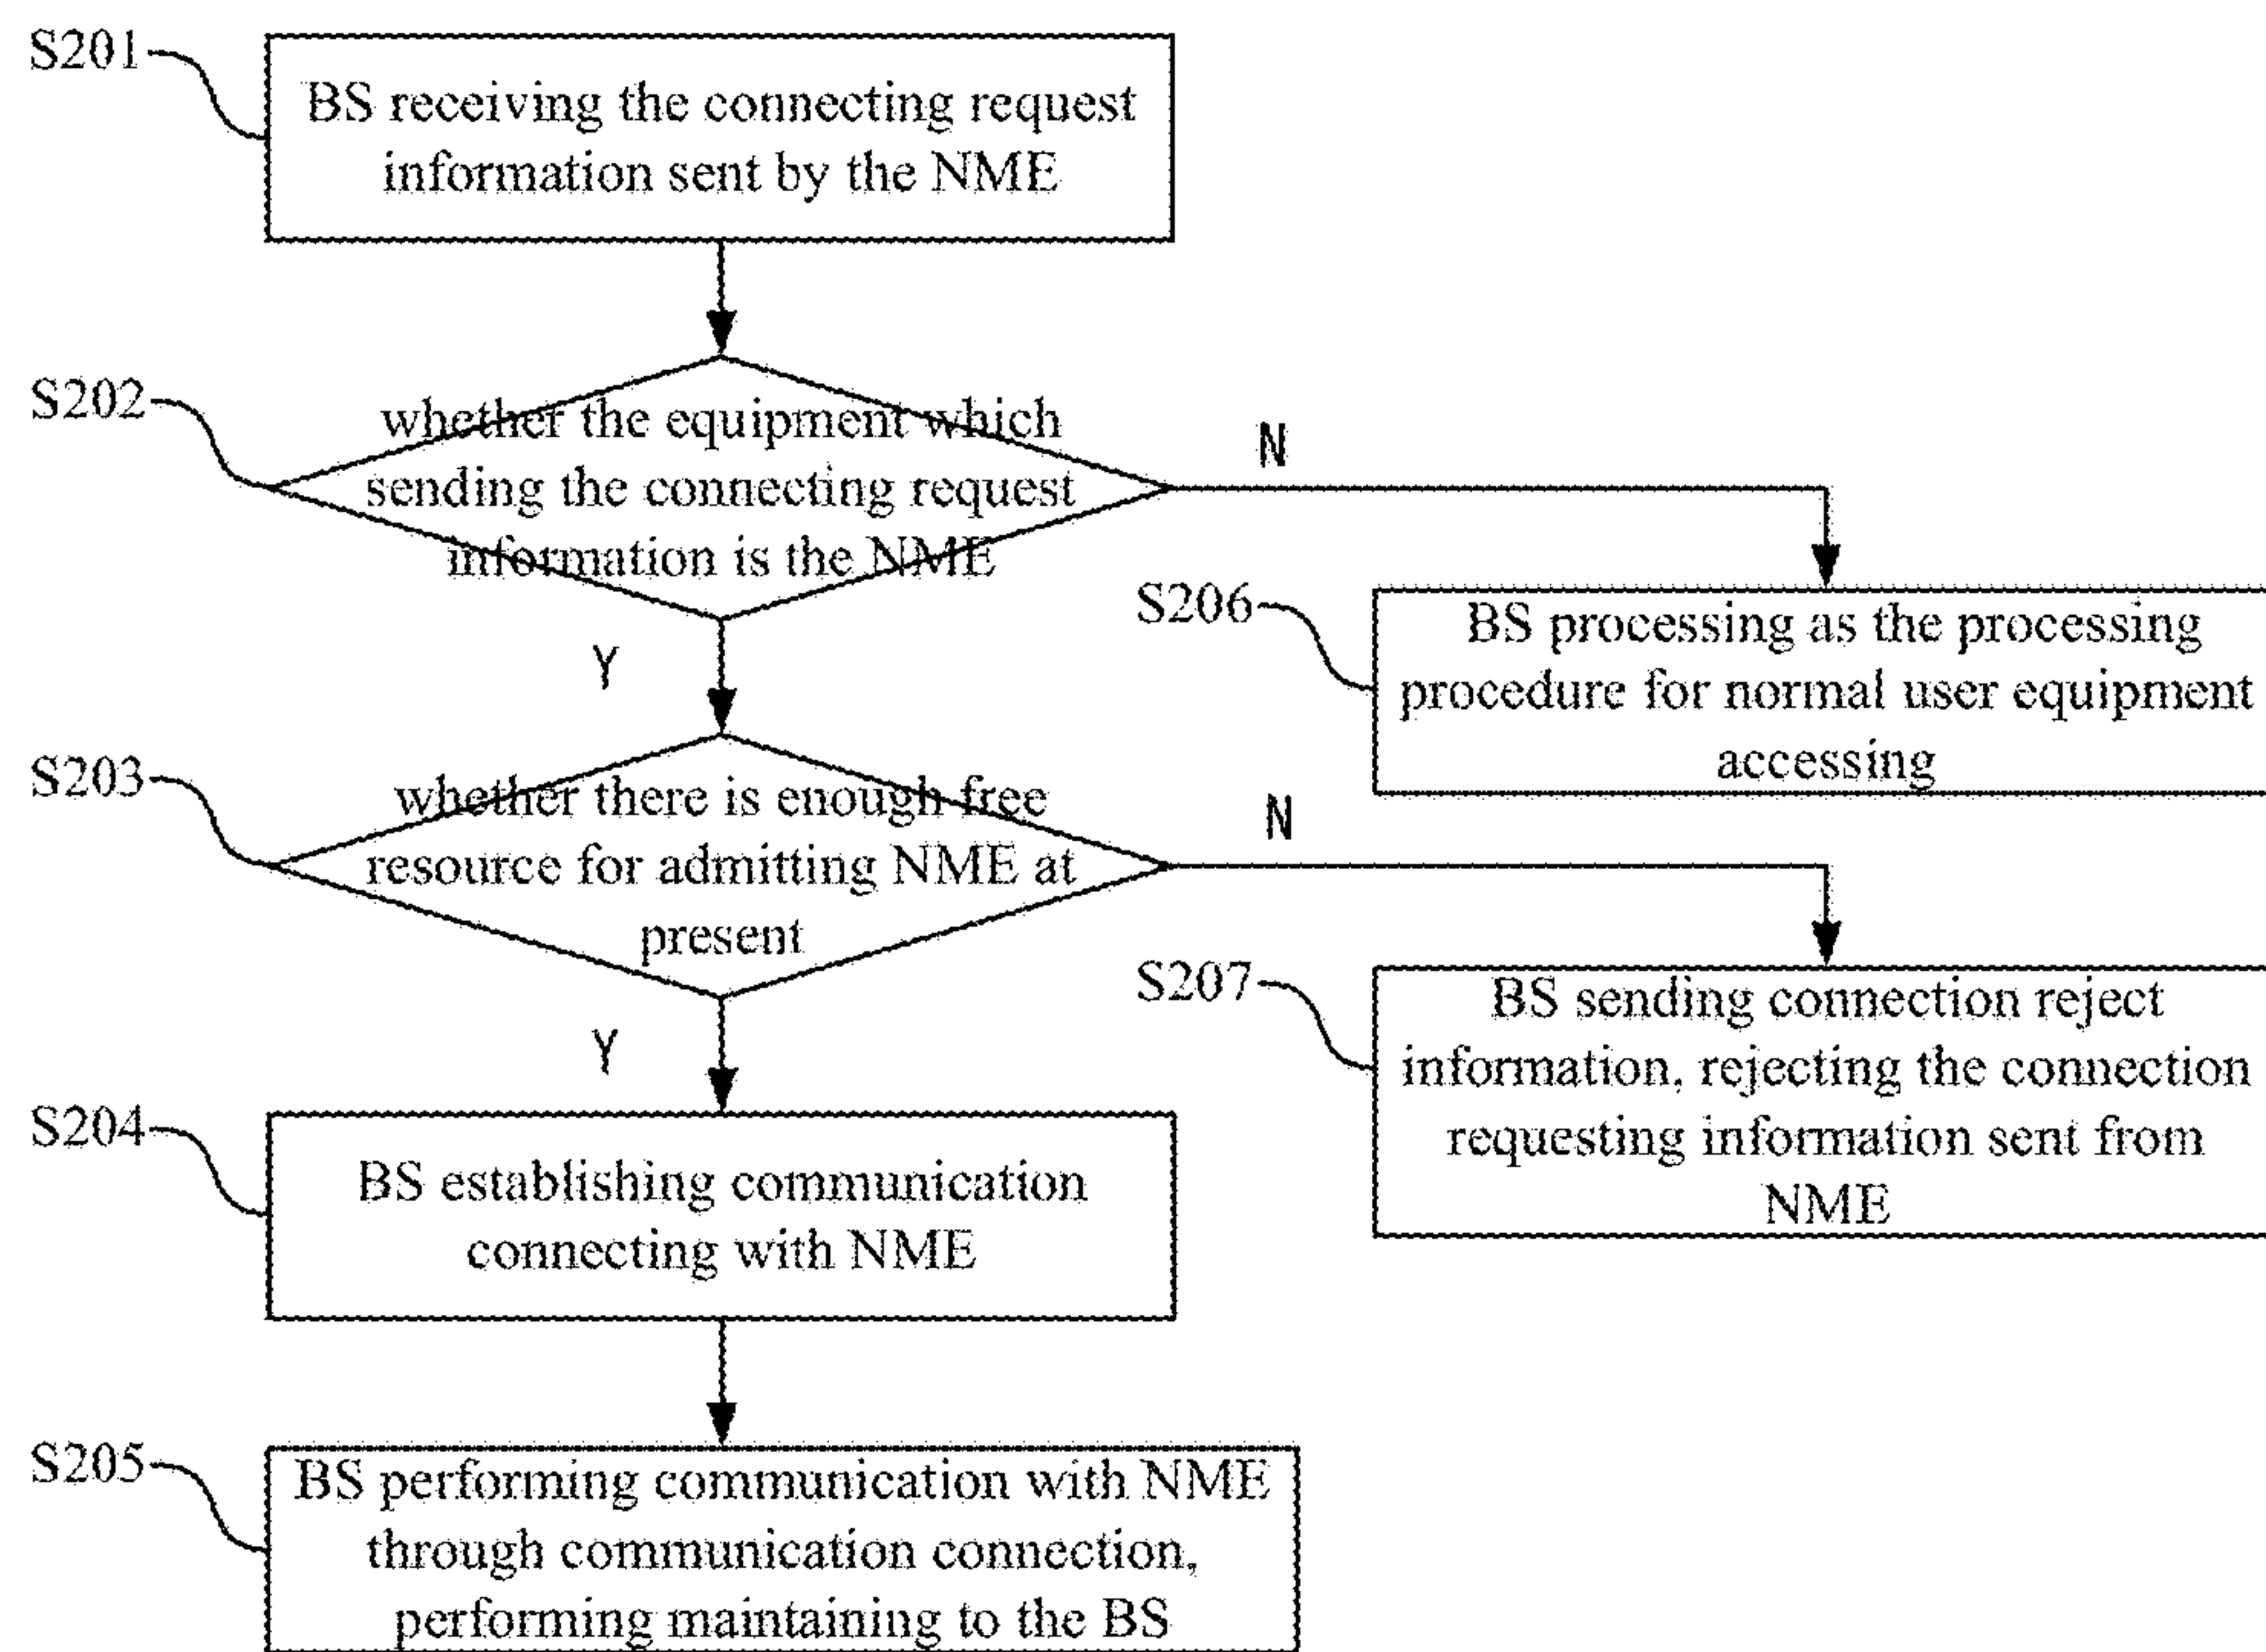 S201
BS receiving the connecting request
information sent by the NME
S202
whether the equipment which
sending the connecting request
information is the NME
N
Y
S206
BS processing as the processing
procedure for normal user equipment
accessing
S203
whether there is enough free
resource for admitting NME at
present
N
Y
S207
BS sending connection reject
information, rejecting the connection
requesting information sent from
NME
S204
BS establishing communication
connecting with NME
S205
BS performing communication with NME
through communication connection,
performing maintaining to the BS